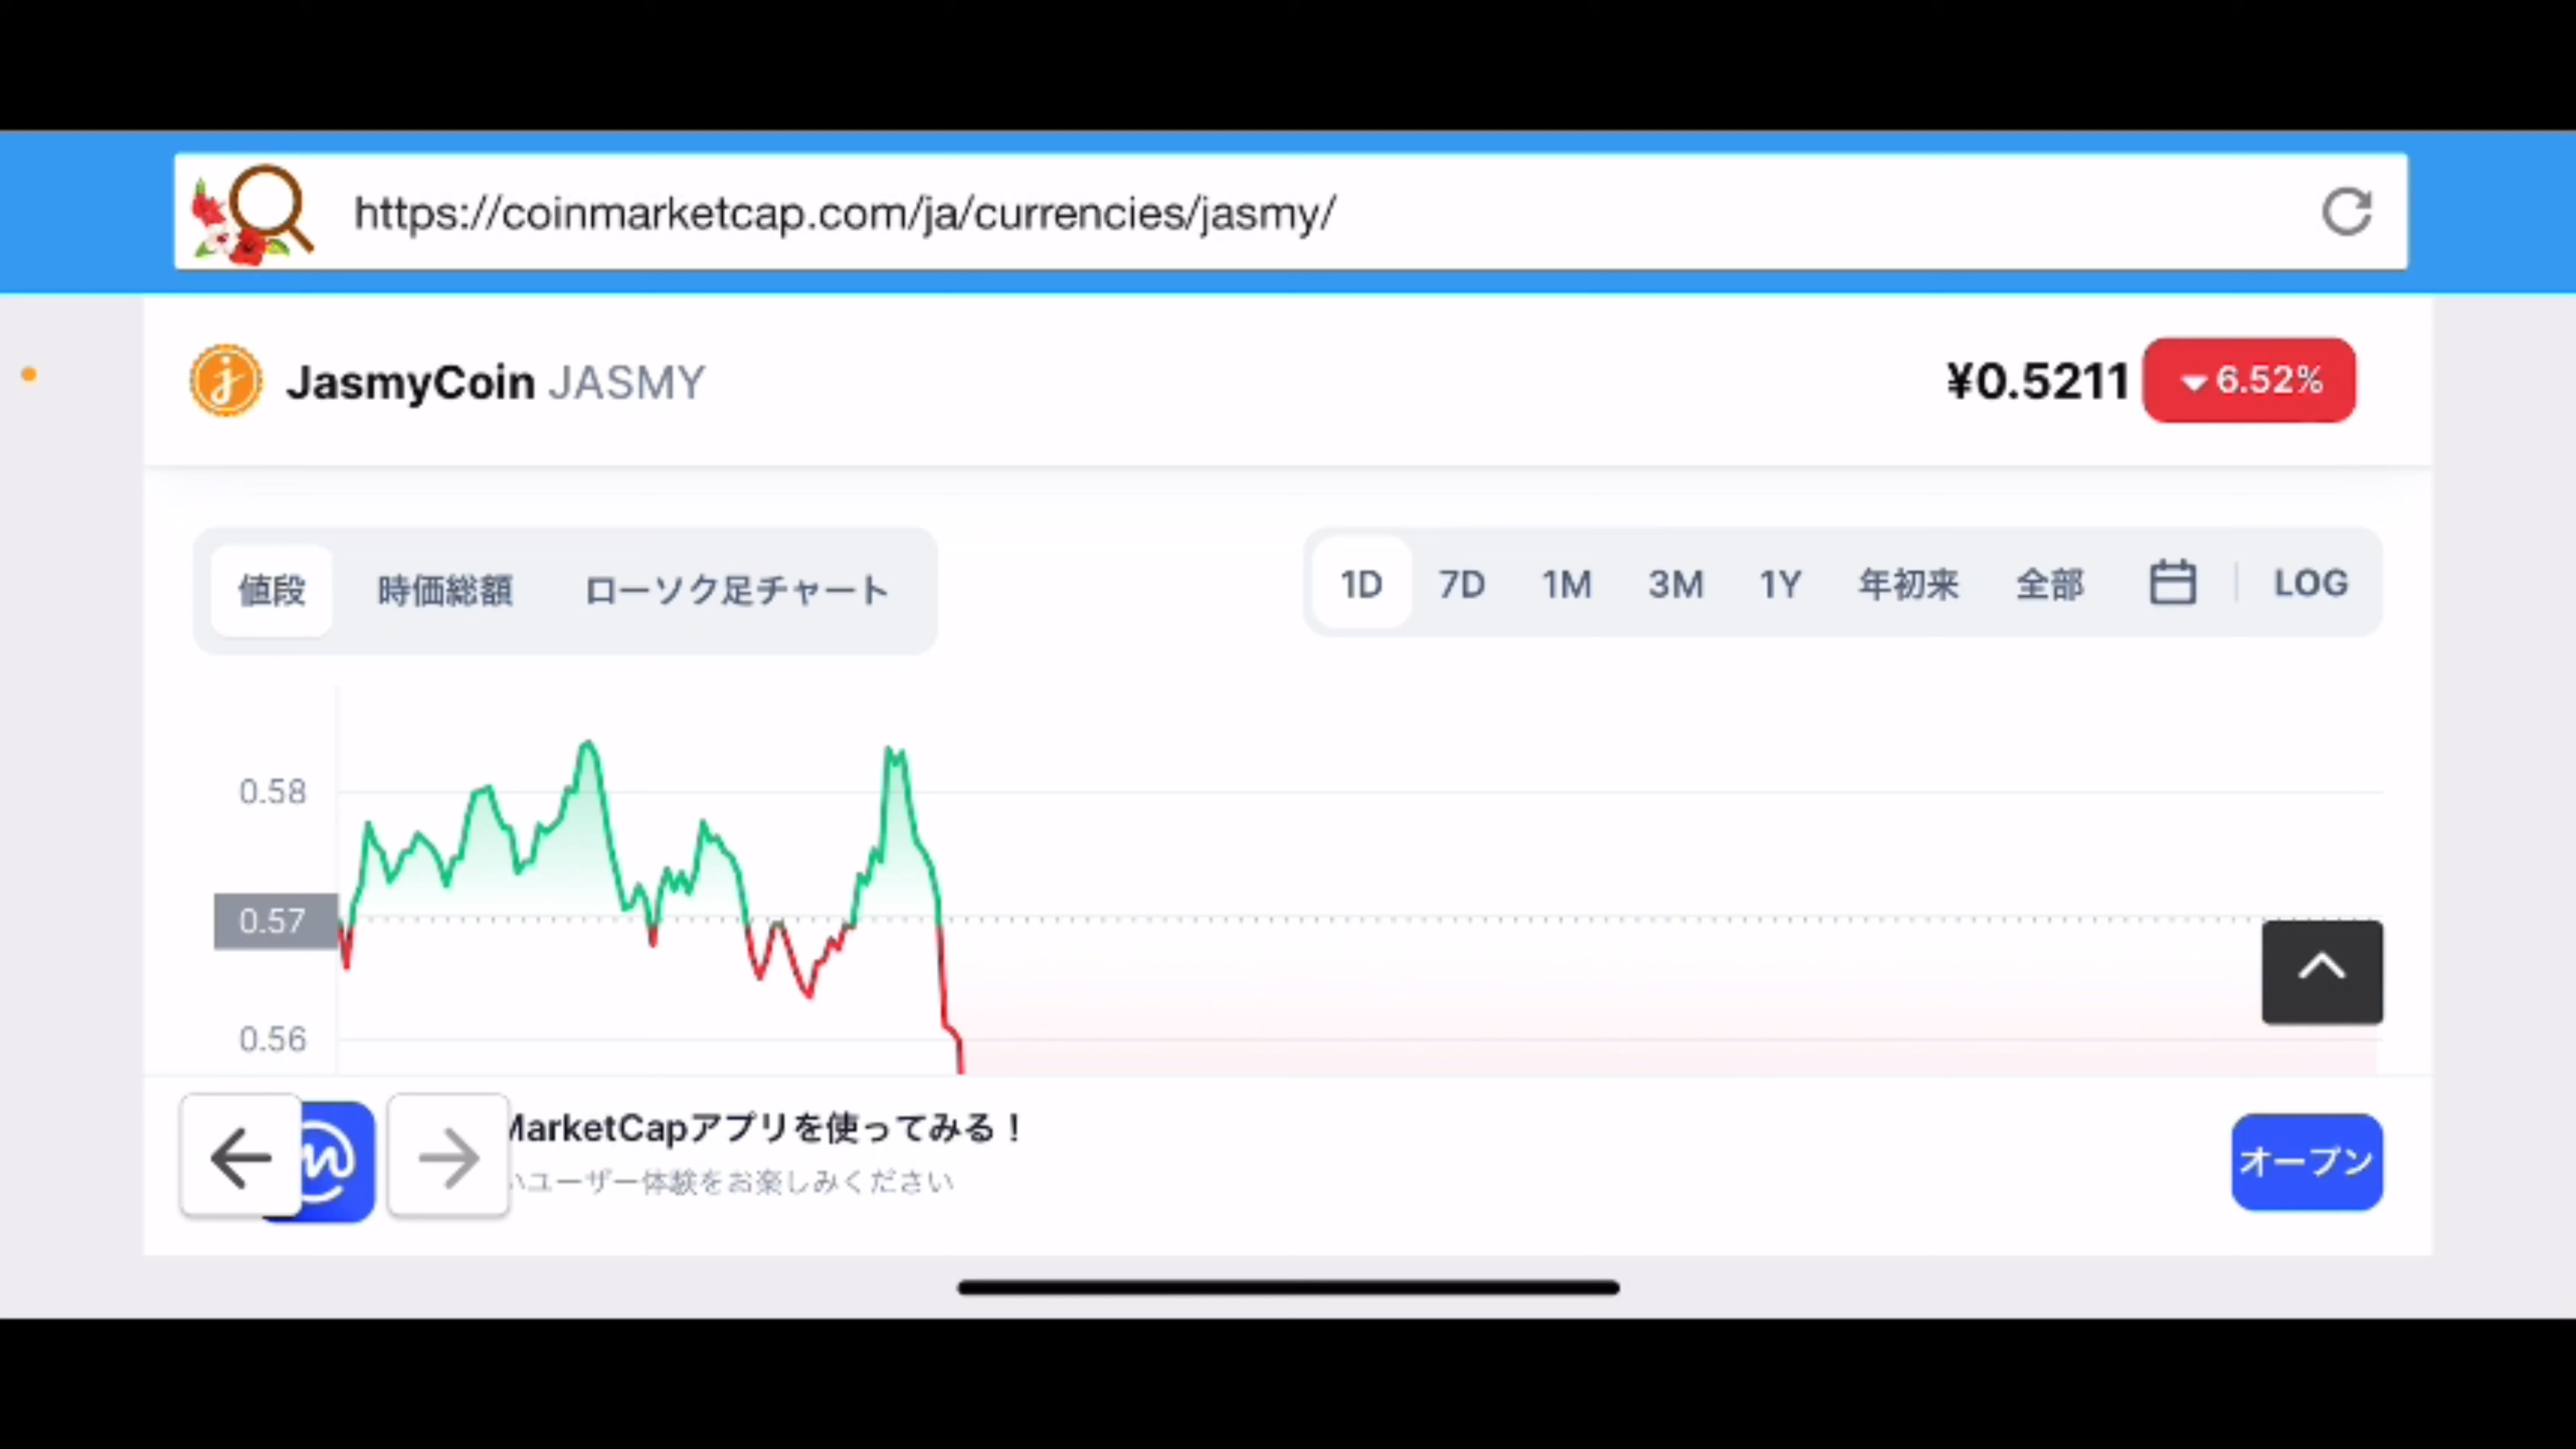 https://coinmarketcap.com/ja/currencies/jasmy/
JasmyCoin JASMY
¥0.5211 6.52%
値段 時価総額 ローソク足チャート
1D 7D 1M 3M 1Y 年初来 全部 LOG
0.58
0.57
0.56
MarketCapアプリを使ってみる！
いユーザー体験をお楽しみください
オープン